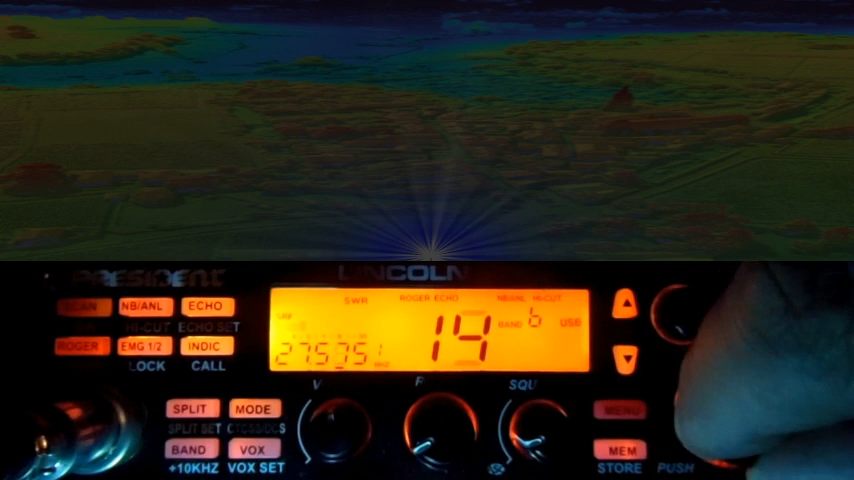 PRESIDENT LINCOLN
SCAN NB/ANL ECHO
HI-CUT ECHO SET
ROGER EMG 1/2 INDIC
LOCK CALL
SWR ROGER ECHO NB/ANL HI-CUT
14 BAND b USB
V R SQU
SPLIT MODE
SPLIT SET CTCSS/DCS
BAND VOX
+10KHZ VOX SET
MENU
MEM
STORE PUSH